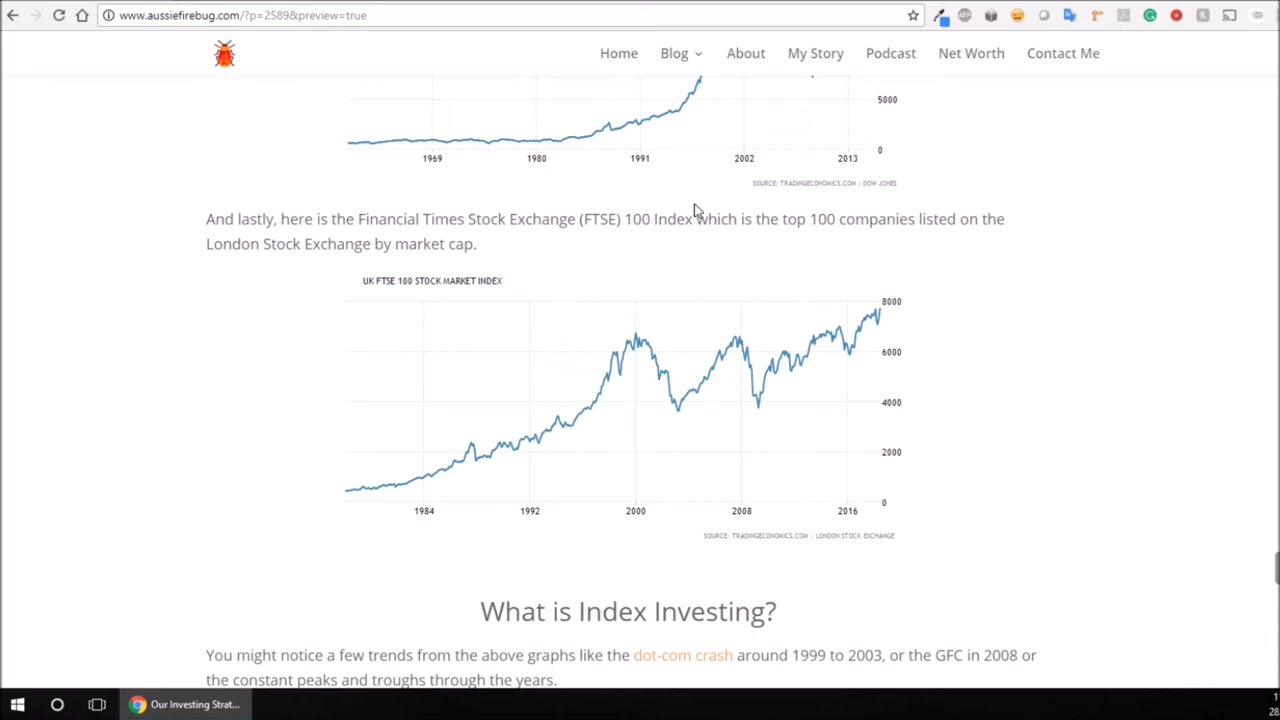 www.aussiefirebug.com/?p=2589&preview=true
Home Blog About My Story Podcast Net Worth Contact Me
5000
0
1969 1980 1991 2002 2013
SOURCE: TRADINGECONOMICS.COM | DOW JONES
And lastly, here is the Financial Times Stock Exchange (FTSE) 100 Index which is the top 100 companies listed on the
London Stock Exchange by market cap.
UK FTSE 100 STOCK MARKET INDEX
8000
6000
4000
2000
0
1984 1992 2000 2008 2016
SOURCE: TRADINGECONOMICS.COM | LONDON STOCK EXCHANGE
What is Index Investing?
You might notice a few trends from the above graphs like the dot-com crash around 1999 to 2003, or the GFC in 2008 or
the constant peaks and troughs through the years.
Our Investing Strat...